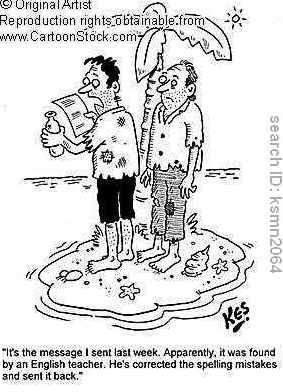 © Original Artist
Reproduction rights obtainable from
www.CartoonStock.com
search ID: ksmn2064
KES
"It's the message I sent last week. Apparently, it was found
by an English teacher. He's corrected the spelling mistakes
and sent it back."